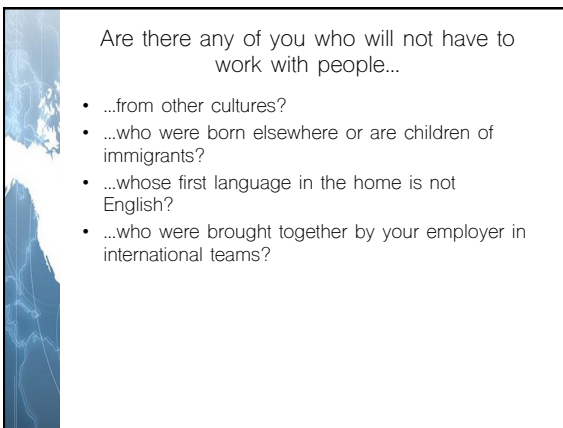 Are there any of you who will not have to
work with people...
• ...from other cultures?
• ...who were born elsewhere or are children of
immigrants?
• ...whose first language in the home is not
English?
• ...who were brought together by your employer in
international teams?